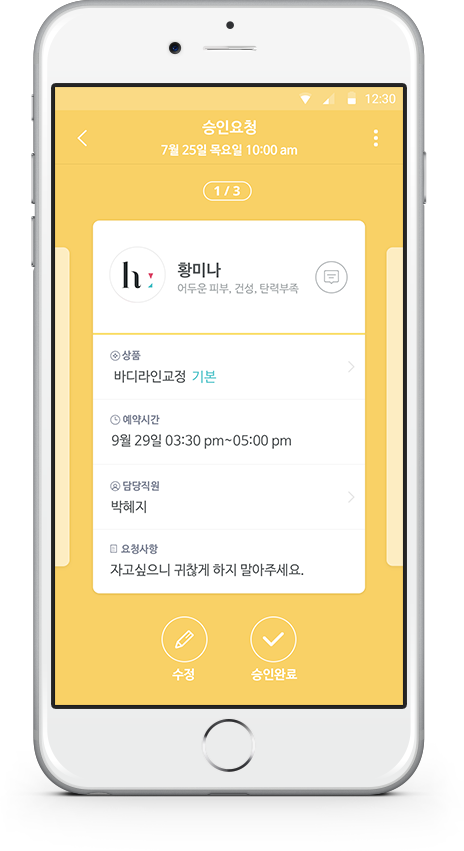 12:30
승인요청
7월 25일 목요일 10:00 am
1 / 3
h
황미나
어두운 피부, 건성, 탄력부족
상품
바디라인교정 기본
예약시간
9월 29일 03:30 pm~05:00 pm
담당직원
박혜지
요청사항
자고싶으니 귀찮게 하지 말아주세요.
수정
승인완료